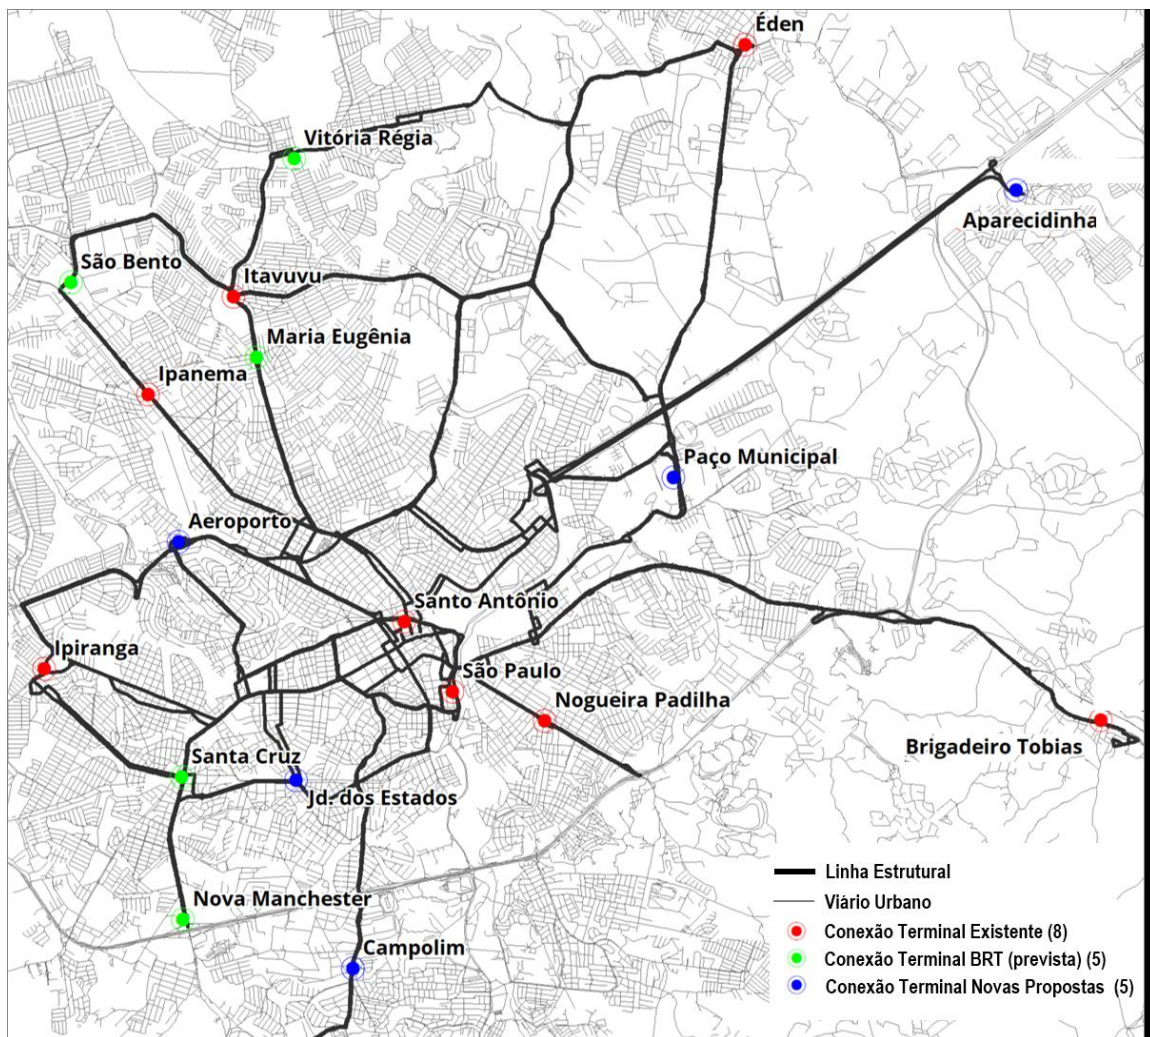 Éden
Vitória Régia
Aparecidinha
São Bento
Itavuvu
Maria Eugênia
Ipanema
Paço Municipal
Aeroporto
Santo Antônio
Ipiranga
São Paulo
Nogueira Padilha
Brigadeiro Tobias
Santa Cruz
Jd. dos Estados
Nova Manchester
Campolim
Linha Estrutural
Viário Urbano
Conexão Terminal Existente (8)
Conexão Terminal BRT (prevista) (5)
Conexão Terminal Novas Propostas (5)